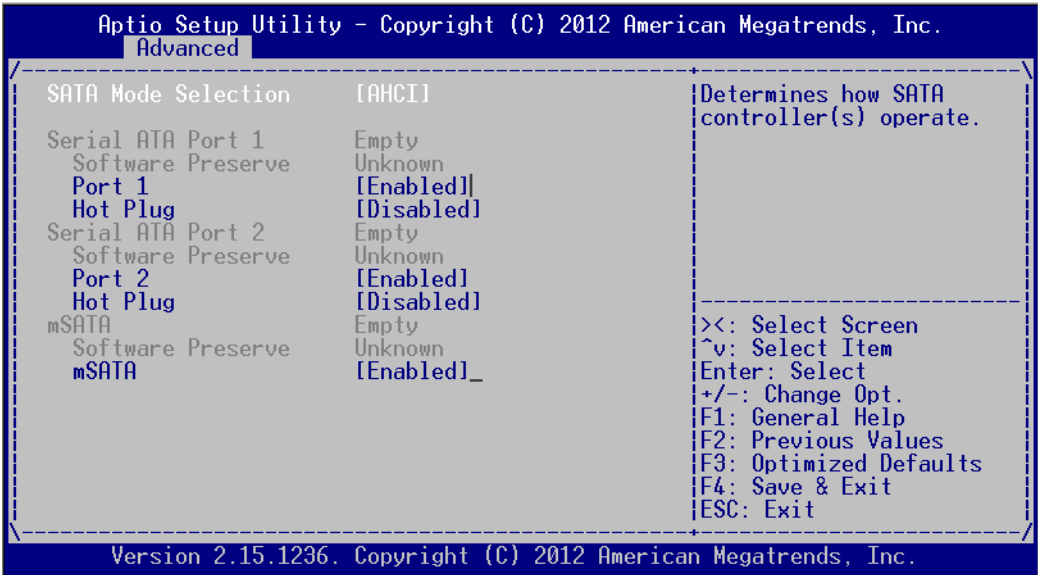 Aptio Setup Utility - Copyright (C) 2012 American Megatrends, Inc.
Advanced
SATA Mode Selection [AHCI]
Serial ATA Port 1 Empty
Software Preserve Unknown
Port 1 [Enabled]
Hot Plug [Disabled]
Serial ATA Port 2 Empty
Software Preserve Unknown
Port 2 [Enabled]
Hot Plug [Disabled]
mSATA Empty
Software Preserve Unknown
mSATA [Enabled]_
Determines how SATA
controller(s) operate.
><: Select Screen
^v: Select Item
Enter: Select
+/-: Change Opt.
F1: General Help
F2: Previous Values
F3: Optimized Defaults
F4: Save & Exit
ESC: Exit
Version 2.15.1236. Copyright (C) 2012 American Megatrends, Inc.